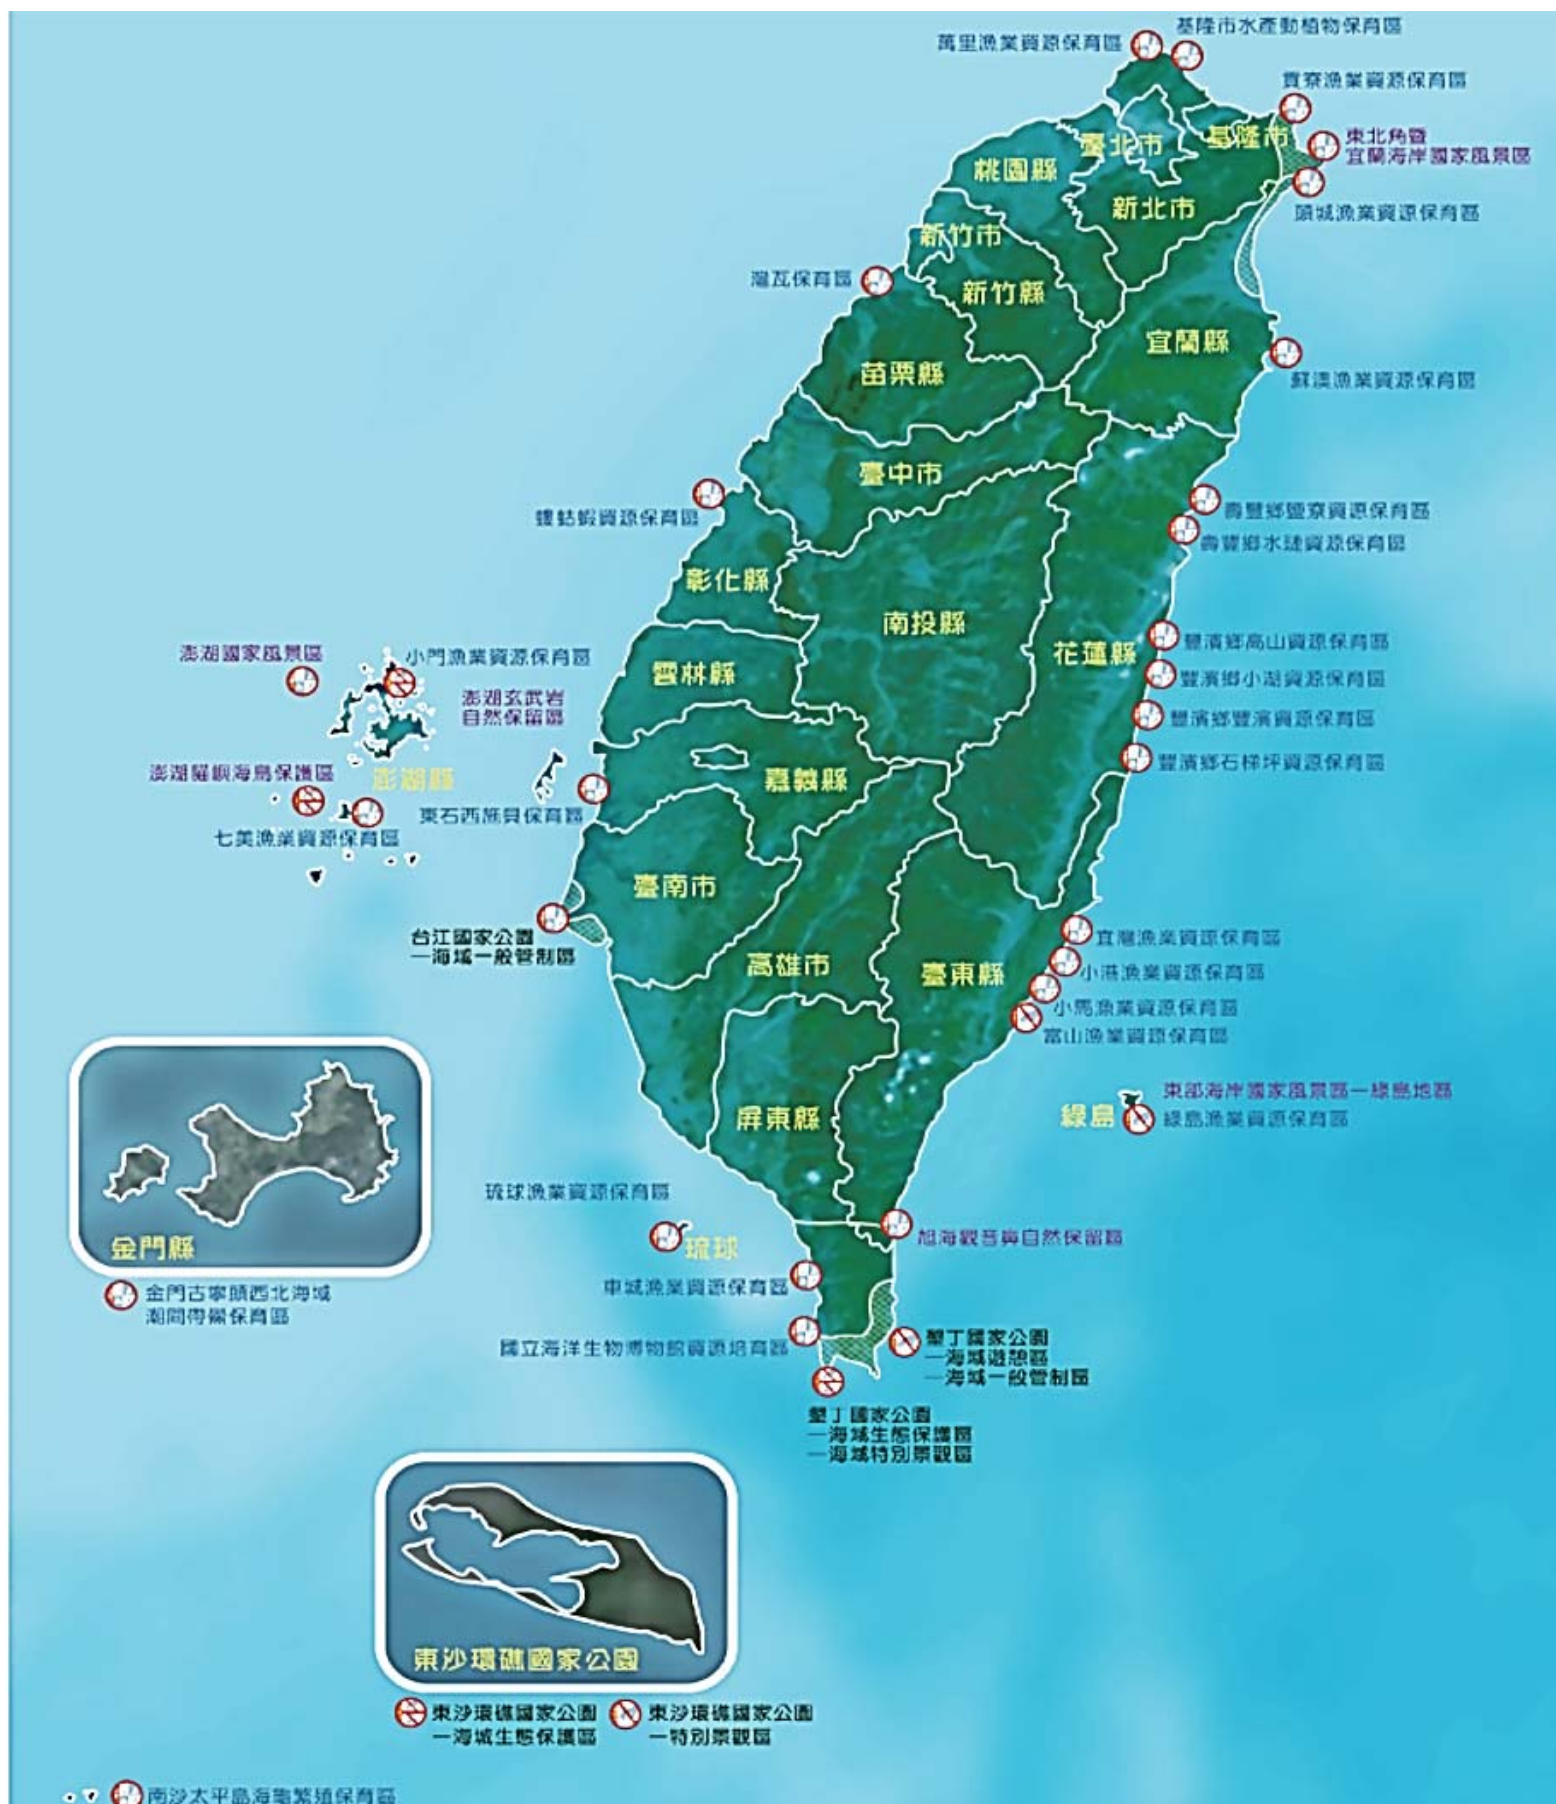 基隆市水產動植物保育區
萬里漁業資源保育區
貢寮漁業資源保育區
東北角暨
宜蘭海岸國家風景區
基隆市
臺北市
桃園縣
新北市
頭城漁業資源保育區
新竹市
灣瓦保育區
新竹縣
宜蘭縣
苗栗縣
蘇澳漁業資源保育區
臺中市
螻蛄蝦資源保育區
壽豐鄉鹽寮資源保育區
壽豐鄉水璉資源保育區
彰化縣
南投縣
花蓮縣
豐濱鄉高山資源保育區
澎湖國家風景區
小門漁業資源保育區
雲林縣
豐濱鄉小湖資源保育區
澎湖玄武岩
自然保留區
豐濱鄉豐濱資源保育區
豐濱鄉石梯坪資源保育區
澎湖貓嶼海鳥保護區
澎湖縣
嘉義縣
東石西施貝保育區
七美漁業資源保育區
臺南市
台江國家公園
—海域一般管制區
高雄市
臺東縣
宜灣漁業資源保育區
小港漁業資源保育區
小馬漁業資源保育區
富山漁業資源保育區
東部海岸國家風景區—綠島地區
綠島
綠島漁業資源保育區
屏東縣
琉球漁業資源保育區
琉球
旭海觀音鼻自然保留區
金門縣
金門古寧頭西北海域
潮間帶鱟保育區
車城漁業資源保育區
國立海洋生物博物館資源培育區
墾丁國家公園
—海域遊憩區
—海域一般管制區
墾丁國家公園
—海域生態保護區
—海域特別景觀區
東沙環礁國家公園
東沙環礁國家公園
—海域生態保護區
東沙環礁國家公園
—特別景觀區
南沙太平島海龜繁殖保育區